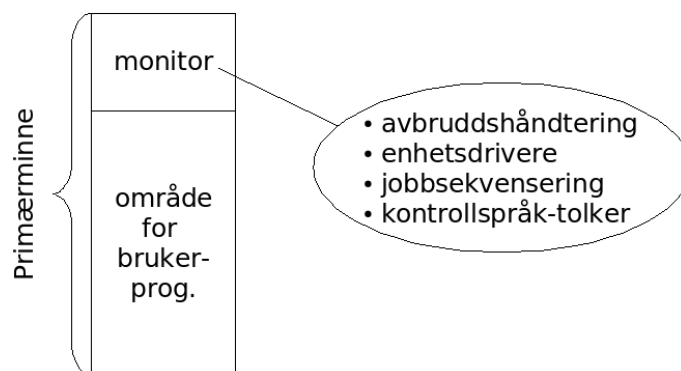 Primærminne
monitor
område
for
bruker-
prog.
• avbruddshåndtering
• enhetsdrivere
• jobbsekvensering
• kontrollspråk-tolker